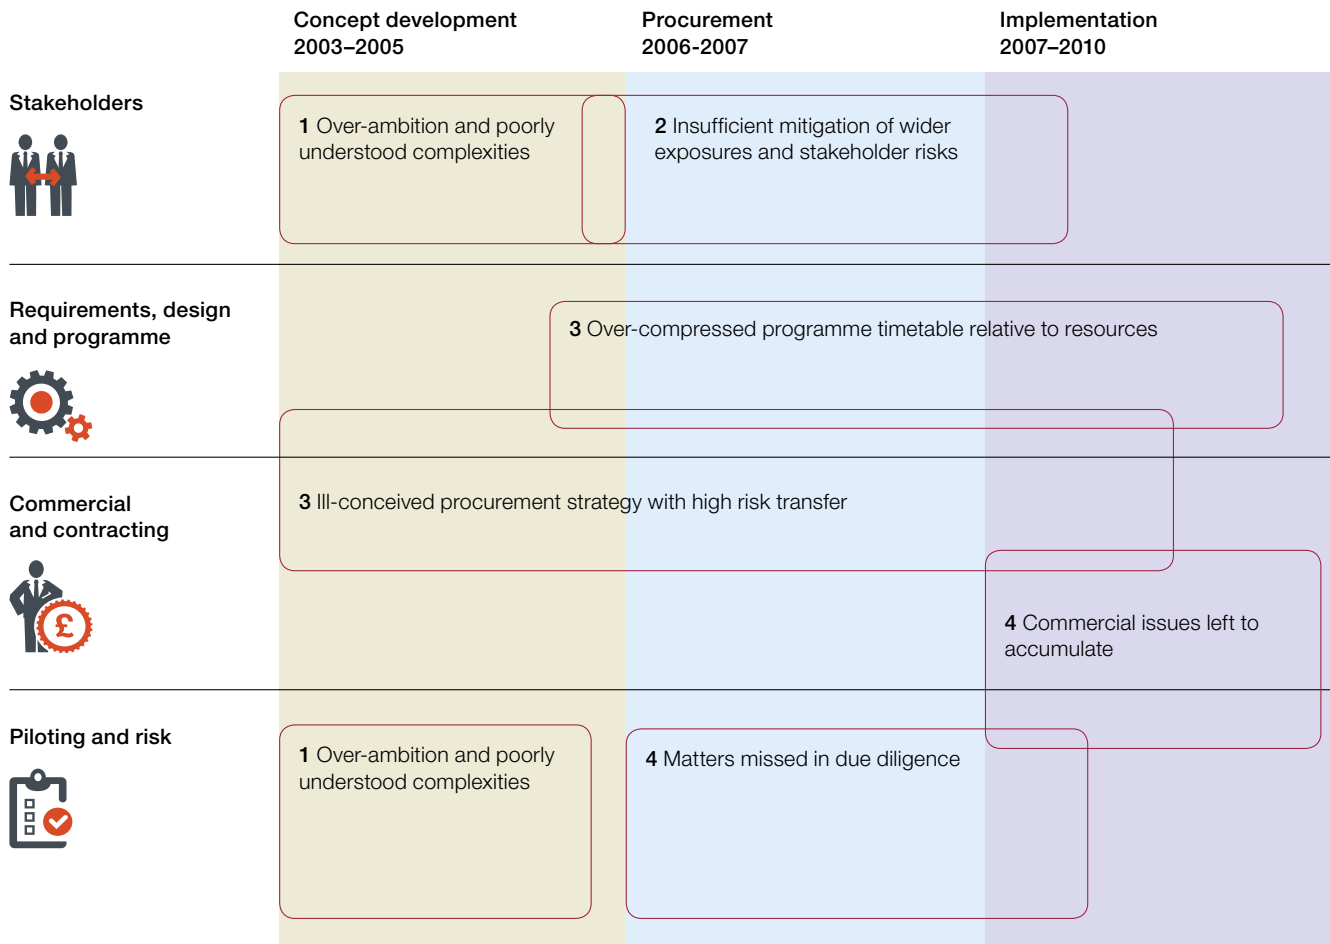 Concept development
2003–2005
Procurement
2006-2007
Implementation
2007–2010
Stakeholders
1 Over-ambition and poorly
understood complexities
2 Insufficient mitigation of wider
exposures and stakeholder risks
Requirements, design
and programme
3 Over-compressed programme timetable relative to resources
Commercial
and contracting
3 Ill-conceived procurement strategy with high risk transfer
£
4 Commercial issues left to
accumulate
Piloting and risk
1 Over-ambition and poorly
understood complexities
4 Matters missed in due diligence